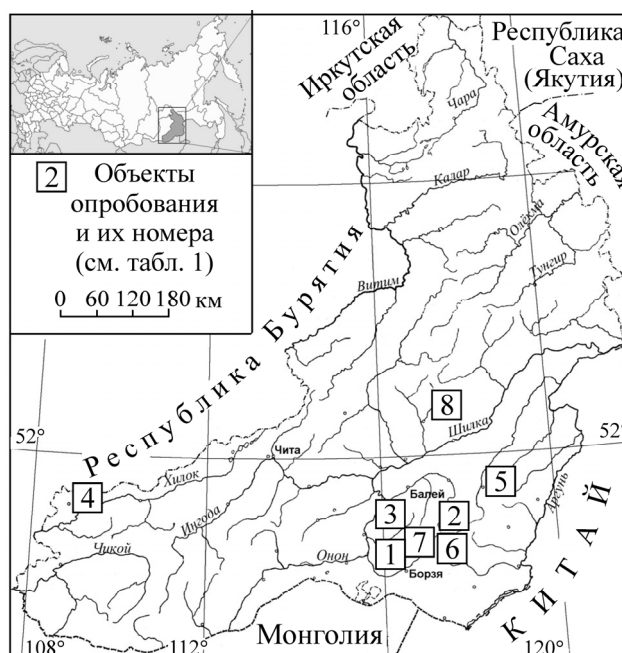 116°
Республика
Саха
(Якутия)
Иркутская
область
Амурская
область
Чара
Калар
Олёкма
Тунгир
Витим
2 Объекты
опробования
и их номера
(см. табл. 1)
0 60 120 180 км
Республика Бурятия
8
Шилка
52°
52°
Чита
Хилок
4
Ингода
Чикой
Онон
Балей
5
3
2
7
1
6
Борзя
Аргунь
КИТАЙ
Монголия
108°
112°
120°